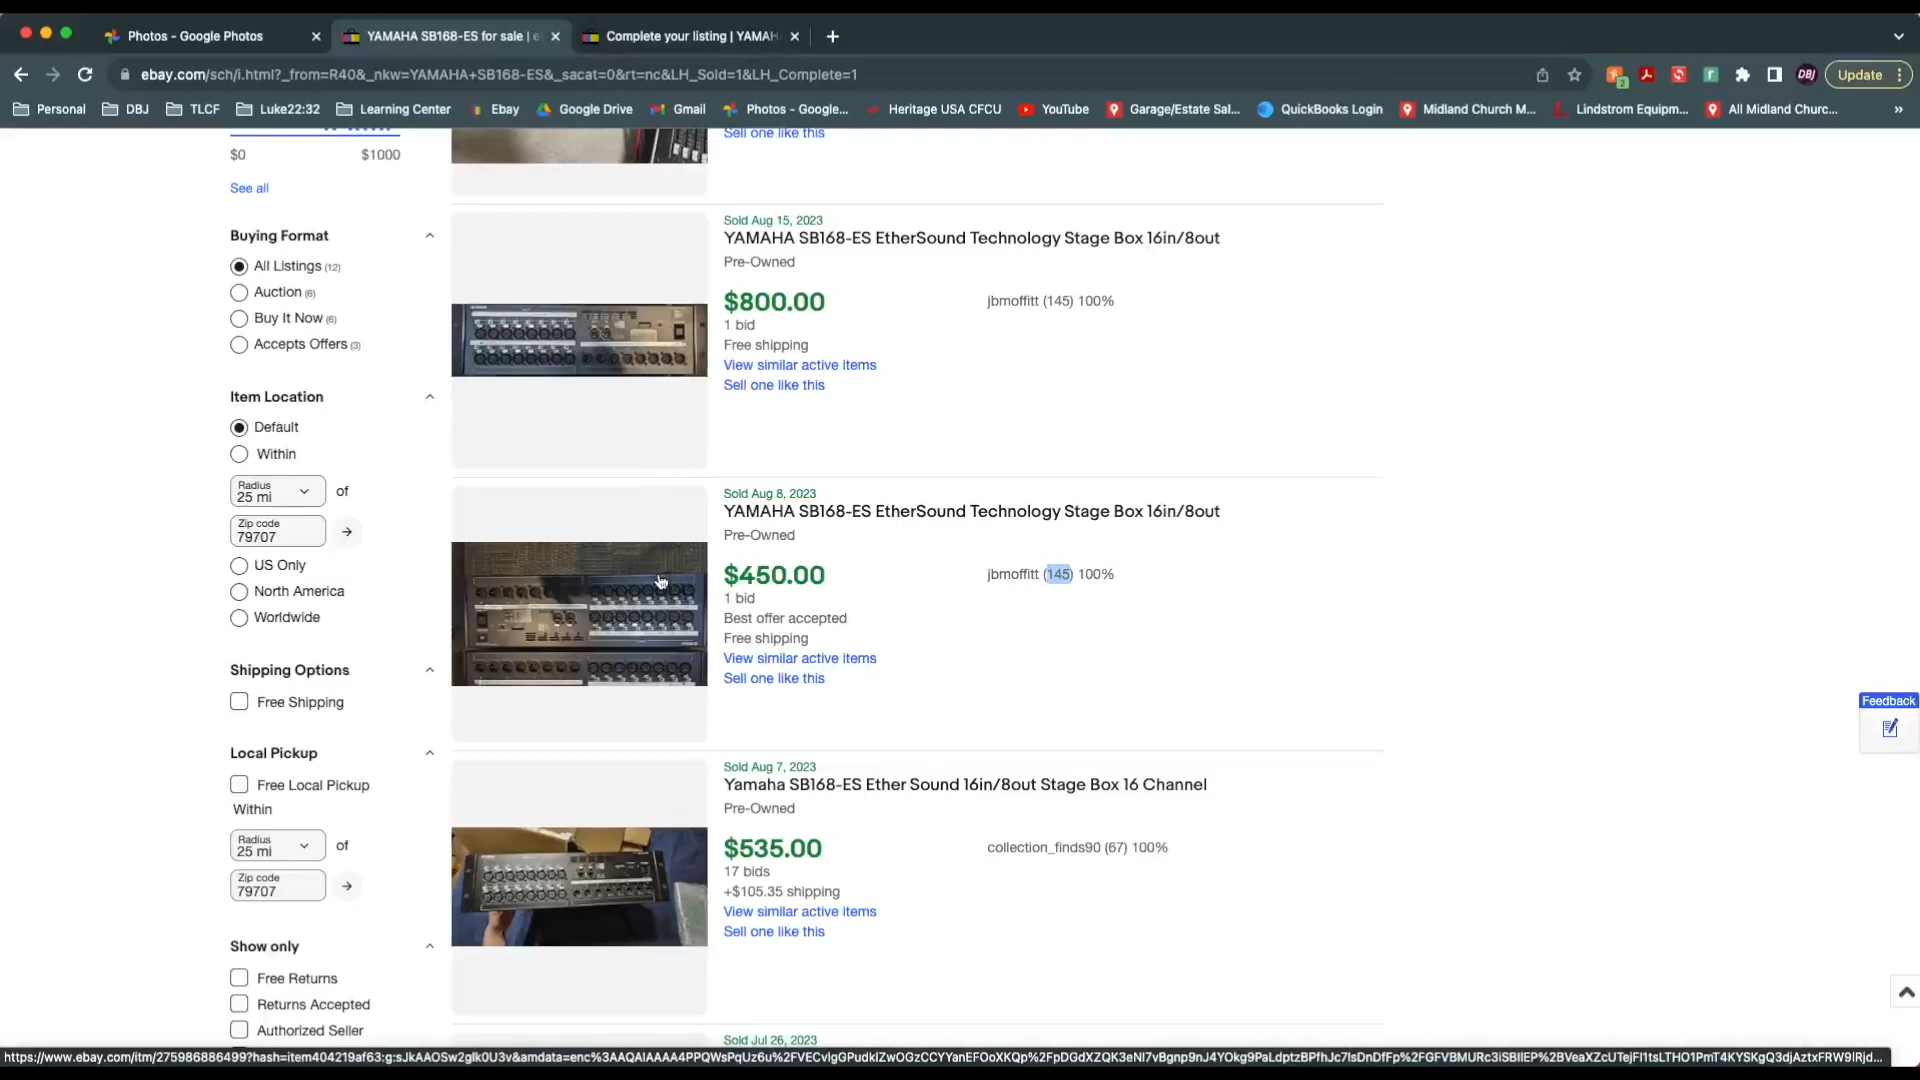 Photos - Google Photos
YAMAHA SB168-ES for sale | e
Complete your listing | YAMAH
ebay.com/sch/i.html?_from=R40&_nkw=YAMAHA+SB168-ES&_sacat=0&rt=nc&LH_Sold=1&LH_Complete=1
2
DBJ
Update
Personal
DBJ
TLCF
Luke22:32
Learning Center
Ebay
Google Drive
Gmail
Photos - Google...
Heritage USA CFCU
YouTube
Garage/Estate Sal...
QuickBooks Login
Midland Church M...
Lindstrom Equipm...
All Midland Churc...
»
$0
$1000
See all
Buying Format
All Listings (12)
Auction (6)
Buy It Now (6)
Accepts Offers (3)
Item Location
Default
Within
Radius
25 mi
of
Zip code
79707
US Only
North America
Worldwide
Shipping Options
Free Shipping
Local Pickup
Free Local Pickup
Within
Radius
25 mi
of
Zip code
79707
Show only
Free Returns
Returns Accepted
Authorized Seller
Sell one like this
Sold Aug 15, 2023
YAMAHA SB168-ES EtherSound Technology Stage Box 16in/8out
Pre-Owned
$800.00
jbmoffitt (145) 100%
1 bid
Free shipping
View similar active items
Sell one like this
Sold Aug 8, 2023
YAMAHA SB168-ES EtherSound Technology Stage Box 16in/8out
Pre-Owned
$450.00
jbmoffitt (145) 100%
1 bid
Best offer accepted
Free shipping
View similar active items
Sell one like this
Sold Aug 7, 2023
Yamaha SB168-ES Ether Sound 16in/8out Stage Box 16 Channel
Pre-Owned
$535.00
collection_finds90 (67) 100%
17 bids
+$105.35 shipping
View similar active items
Sell one like this
Sold Jul 26, 2023
Feedback